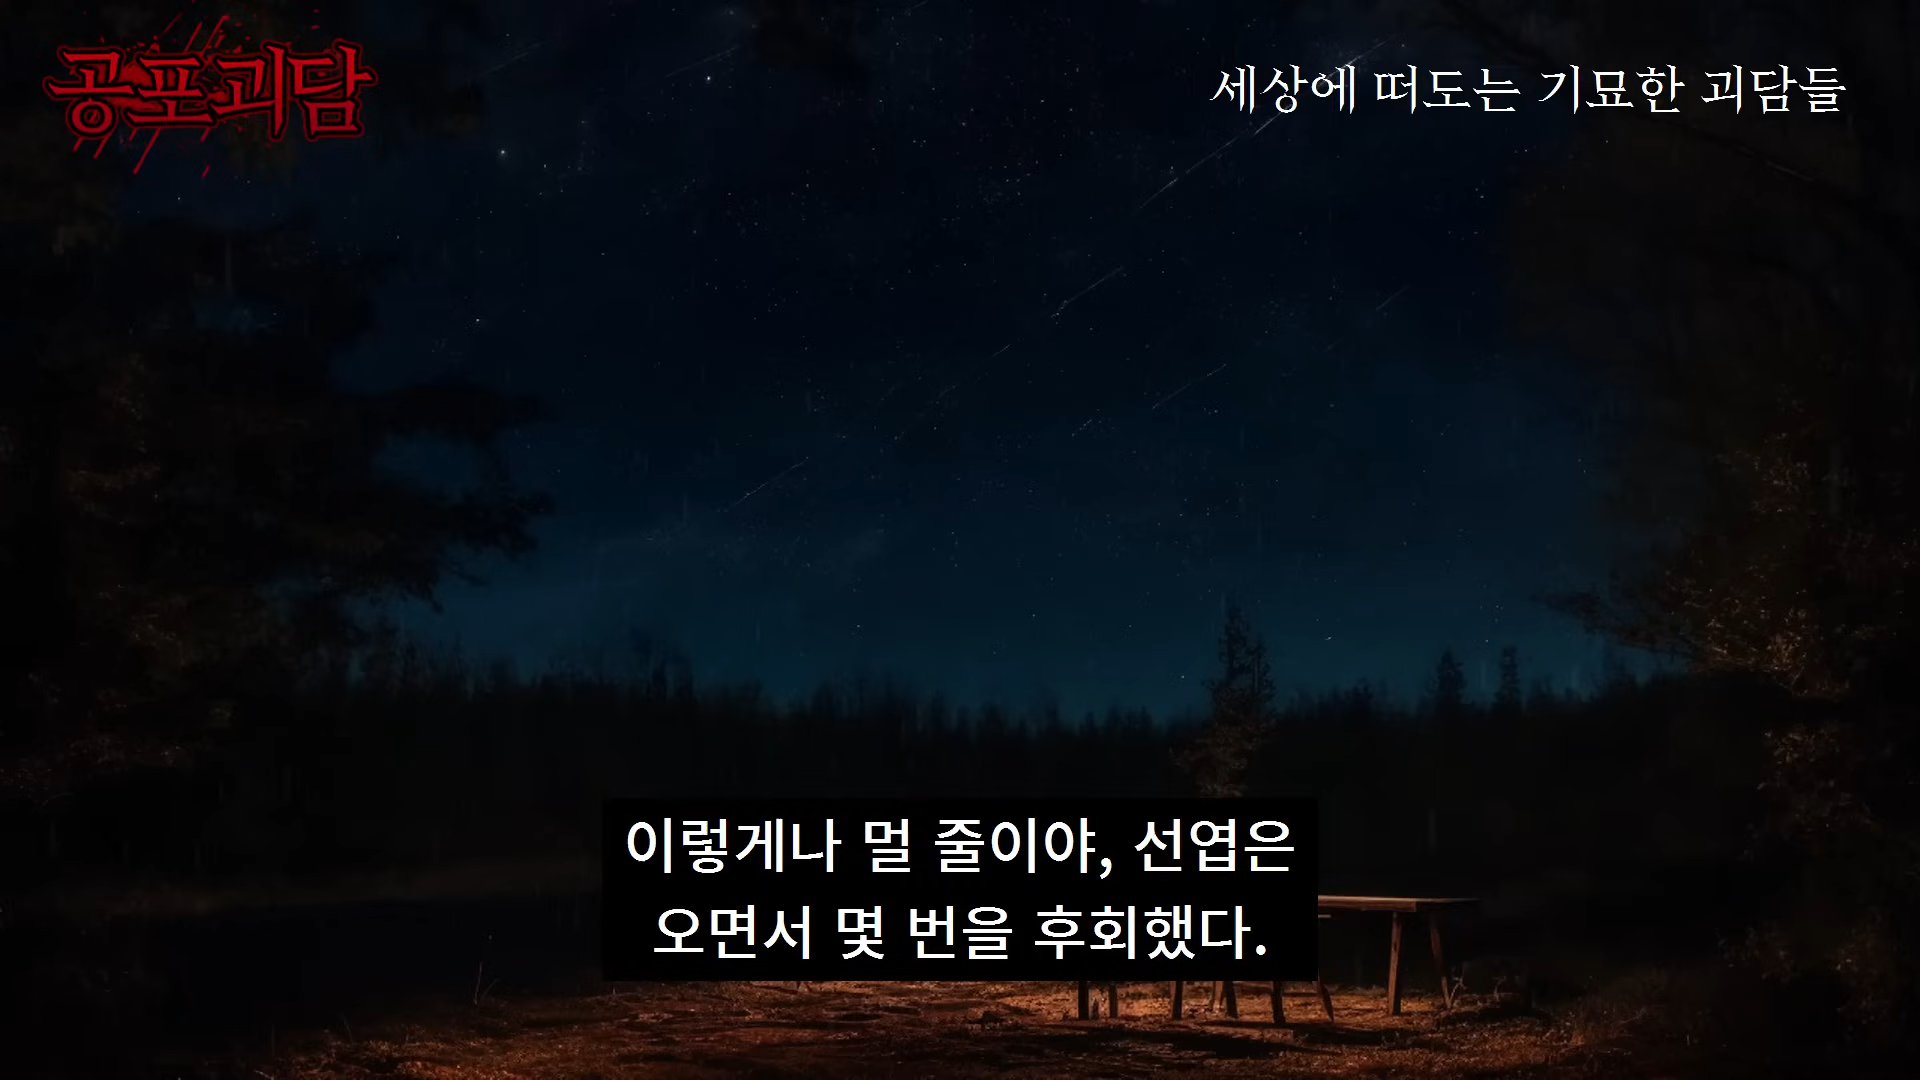 공포괴담
세상에 떠도는 기묘한 괴담들
이렇게나 멀 줄이야, 선엽은
오면서 몇 번을 후회했다.